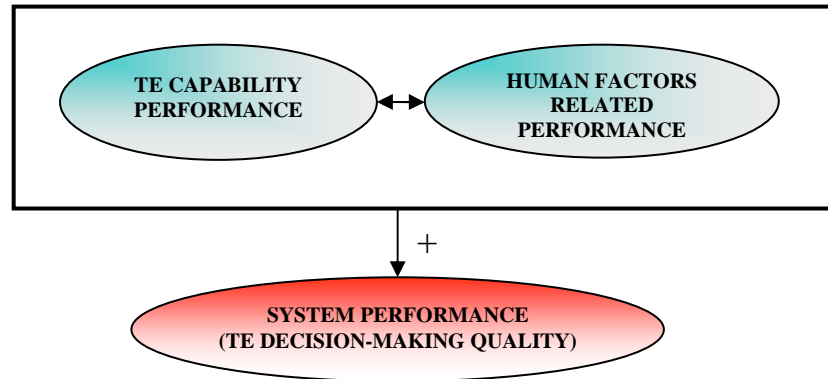 TE CAPABILITY
PERFORMANCE
HUMAN FACTORS
RELATED
PERFORMANCE
+
SYSTEM PERFORMANCE
(TE DECISION-MAKING QUALITY)